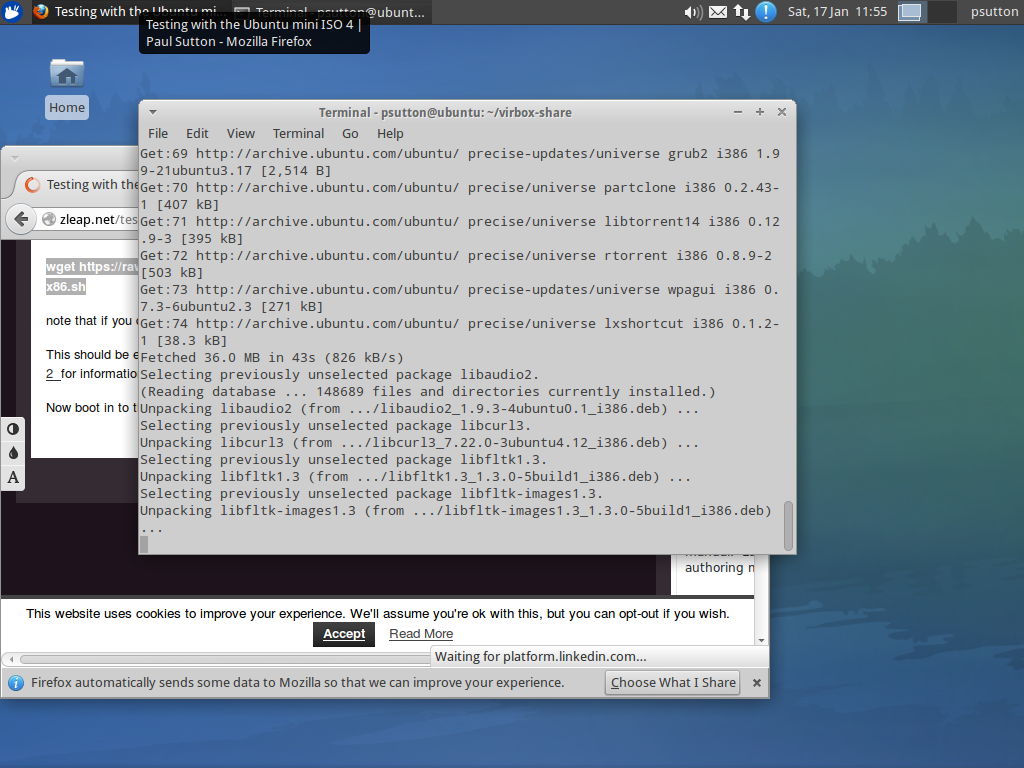 Testing with the Ubuntu mi...
Terminal - psutton@ubunt...
Sat, 17 Jan 11:55
psutton
Testing with the Ubuntu mini ISO 4 |
Paul Sutton - Mozilla Firefox
Home
Terminal - psutton@ubuntu: ~/virbox-share
File Edit View Terminal Go Help
Get:69 http://archive.ubuntu.com/ubuntu/ precise-updates/universe grub2 i386 1.9
9-21ubuntu3.17 [2,514 B]
Get:70 http://archive.ubuntu.com/ubuntu/ precise/universe partclone i386 0.2.43-
1 [407 kB]
Get:71 http://archive.ubuntu.com/ubuntu/ precise/universe libtorrent14 i386 0.12
.9-3 [395 kB]
Get:72 http://archive.ubuntu.com/ubuntu/ precise/universe rtorrent i386 0.8.9-2
[503 kB]
Get:73 http://archive.ubuntu.com/ubuntu/ precise-updates/universe wpagui i386 0.
7.3-6ubuntu2.3 [271 kB]
Get:74 http://archive.ubuntu.com/ubuntu/ precise/universe lxshortcut i386 0.1.2-
1 [38.3 kB]
Fetched 36.0 MB in 43s (826 kB/s)
Selecting previously unselected package libaudio2.
(Reading database ... 148689 files and directories currently installed.)
Unpacking libaudio2 (from .../libaudio2_1.9.3-4ubuntu0.1_i386.deb) ...
Selecting previously unselected package libcurl3.
Unpacking libcurl3 (from .../libcurl3_7.22.0-3ubuntu4.12_i386.deb) ...
Selecting previously unselected package libfltk1.3.
Unpacking libfltk1.3 (from .../libfltk1.3_1.3.0-5build1_i386.deb) ...
Selecting previously unselected package libfltk-images1.3.
Unpacking libfltk-images1.3 (from .../libfltk-images1.3_1.3.0-5build1_i386.deb)
...
Testing with the
zleap.net/tes
wget https://rav
x86.sh
note that if you
This should be e
2 for informatio
Now boot in to t
A
authoring
This website uses cookies to improve your experience. We'll assume you're ok with this, but you can opt-out if you wish.
Accept Read More
Waiting for platform.linkedin.com...
Firefox automatically sends some data to Mozilla so that we can improve your experience.
Choose What I Share